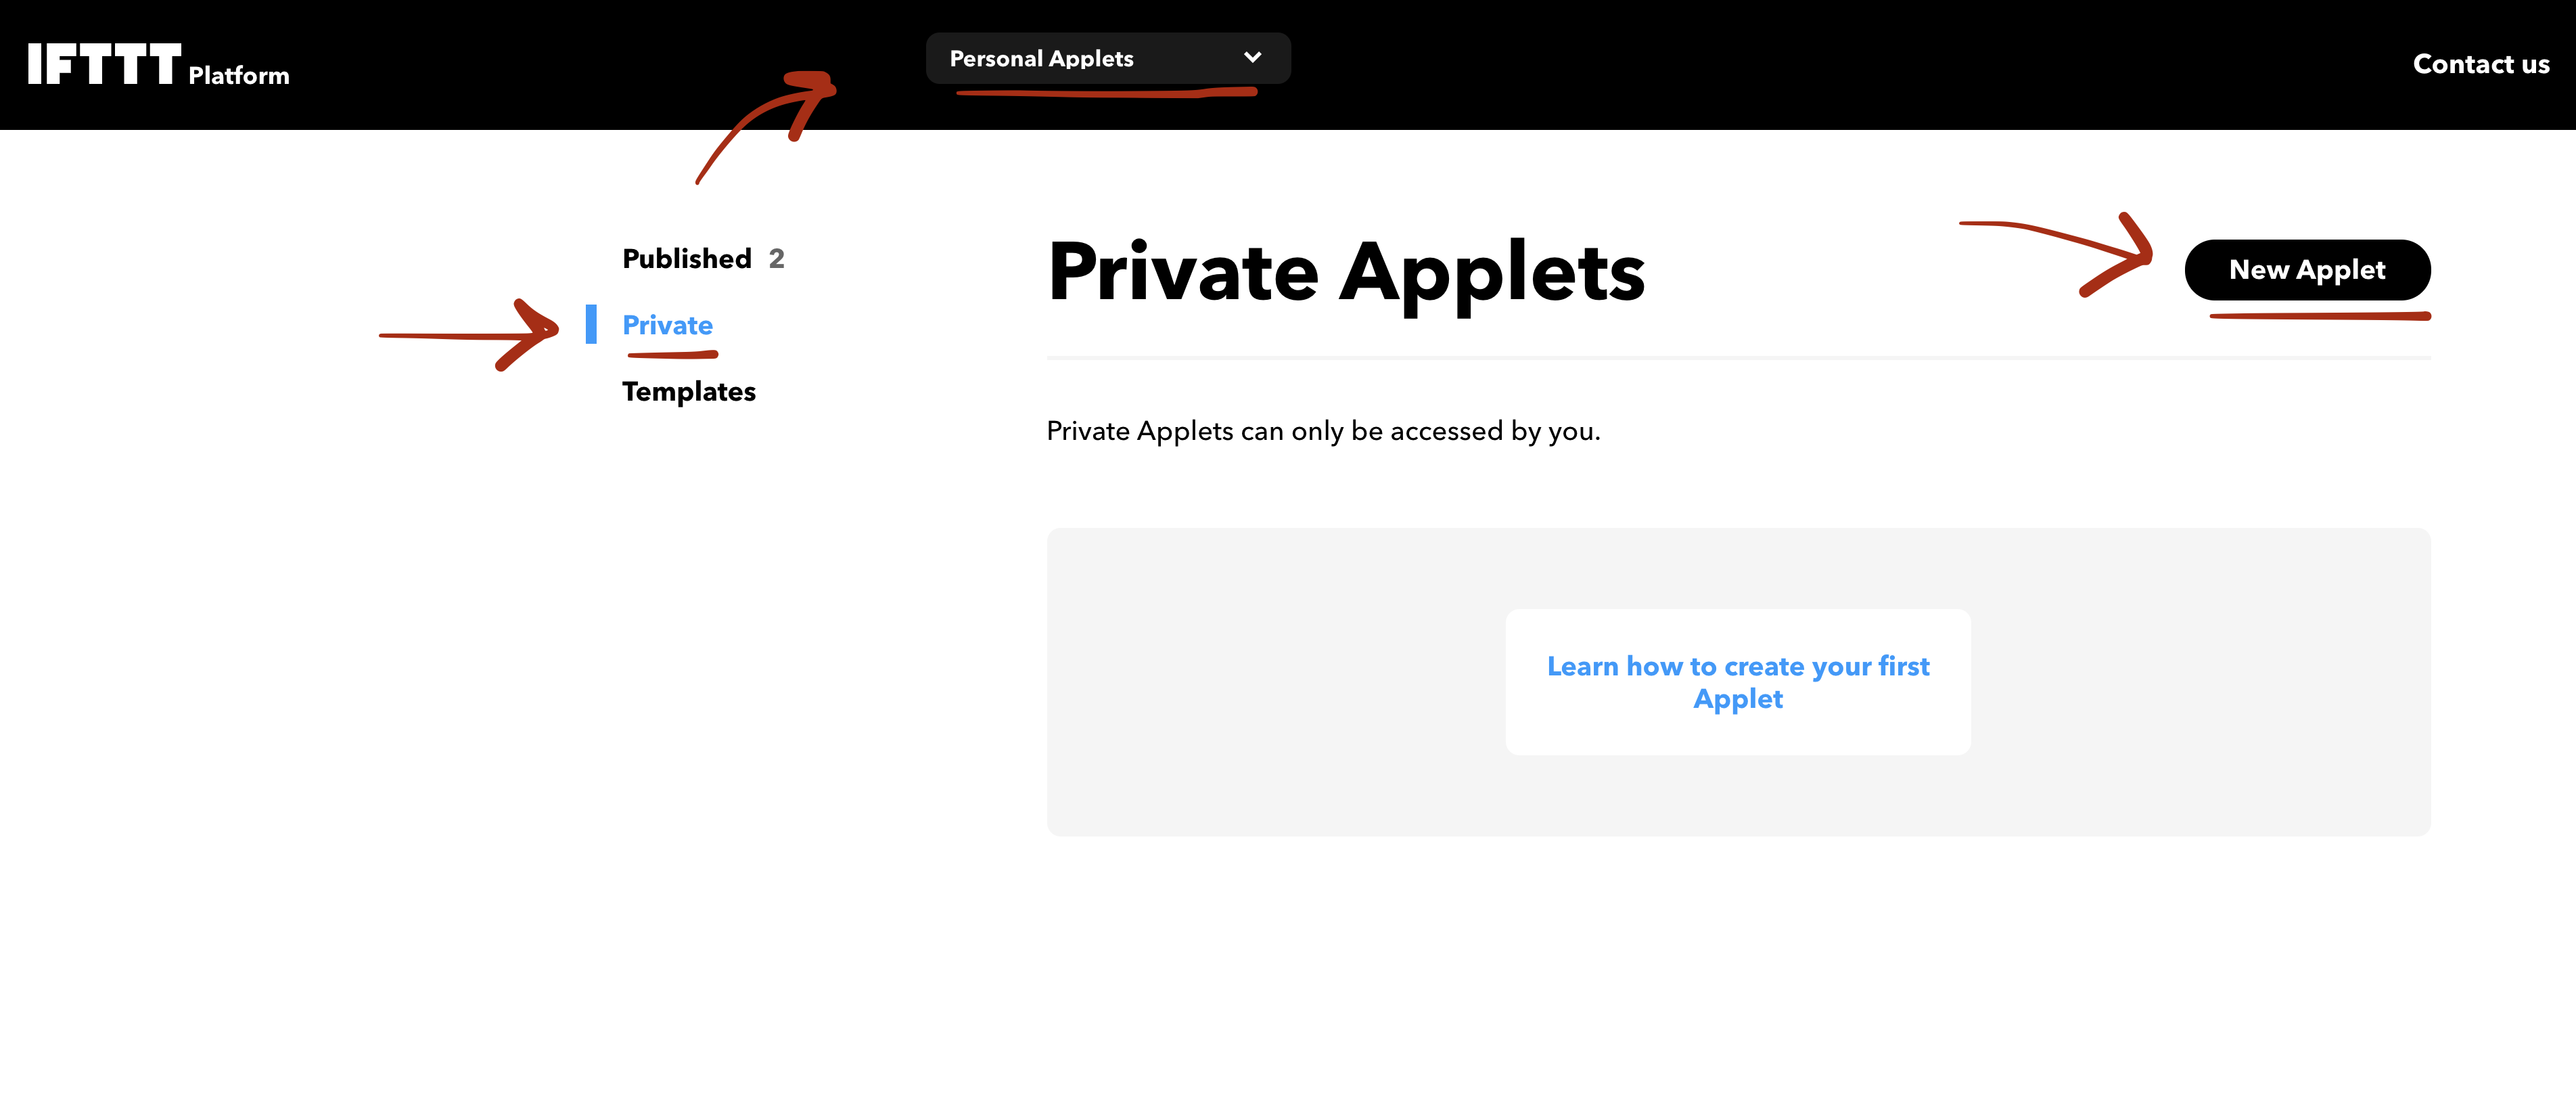 IFTTT Platform
Personal Applets
Contact us
Published 2
Private
Templates
Private Applets
New Applet
Private Applets can only be accessed by you.
Learn how to create your first
Applet